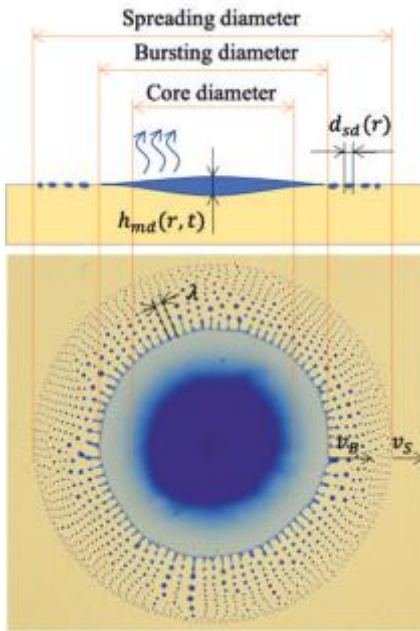 Spreading diameter
Bursting diameter
Core diameter
d_sd(r)
h_md(r, t)
λ
v_B
v_S